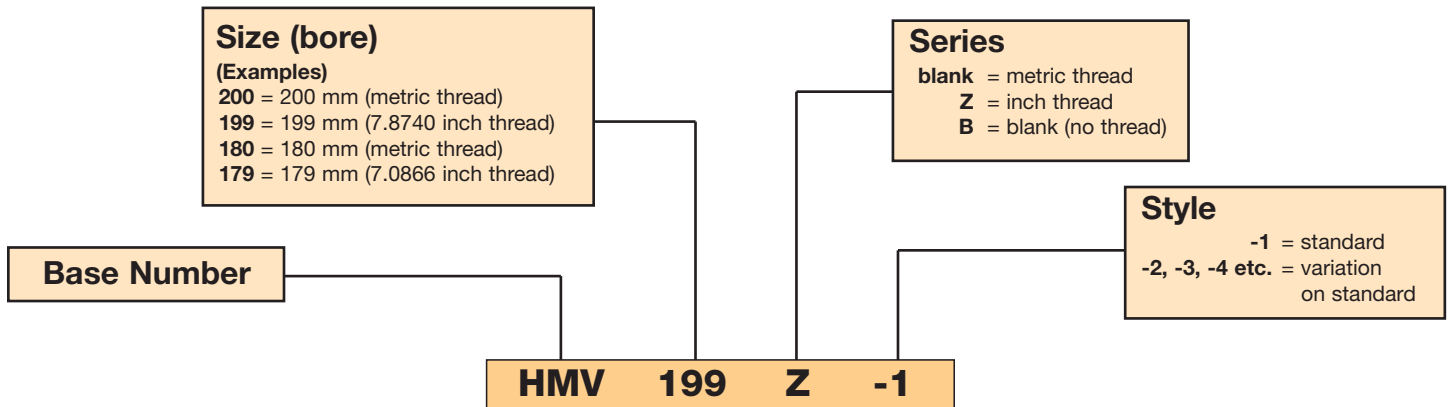 Size (bore)
(Examples)
200 = 200 mm (metric thread)
199 = 199 mm (7.8740 inch thread)
180 = 180 mm (metric thread)
179 = 179 mm (7.0866 inch thread)
Series
blank = metric thread
Z = inch thread
B = blank (no thread)
Style
-1 = standard
-2, -3, -4 etc. = variation
on standard
Base Number
HMV 199 Z -1